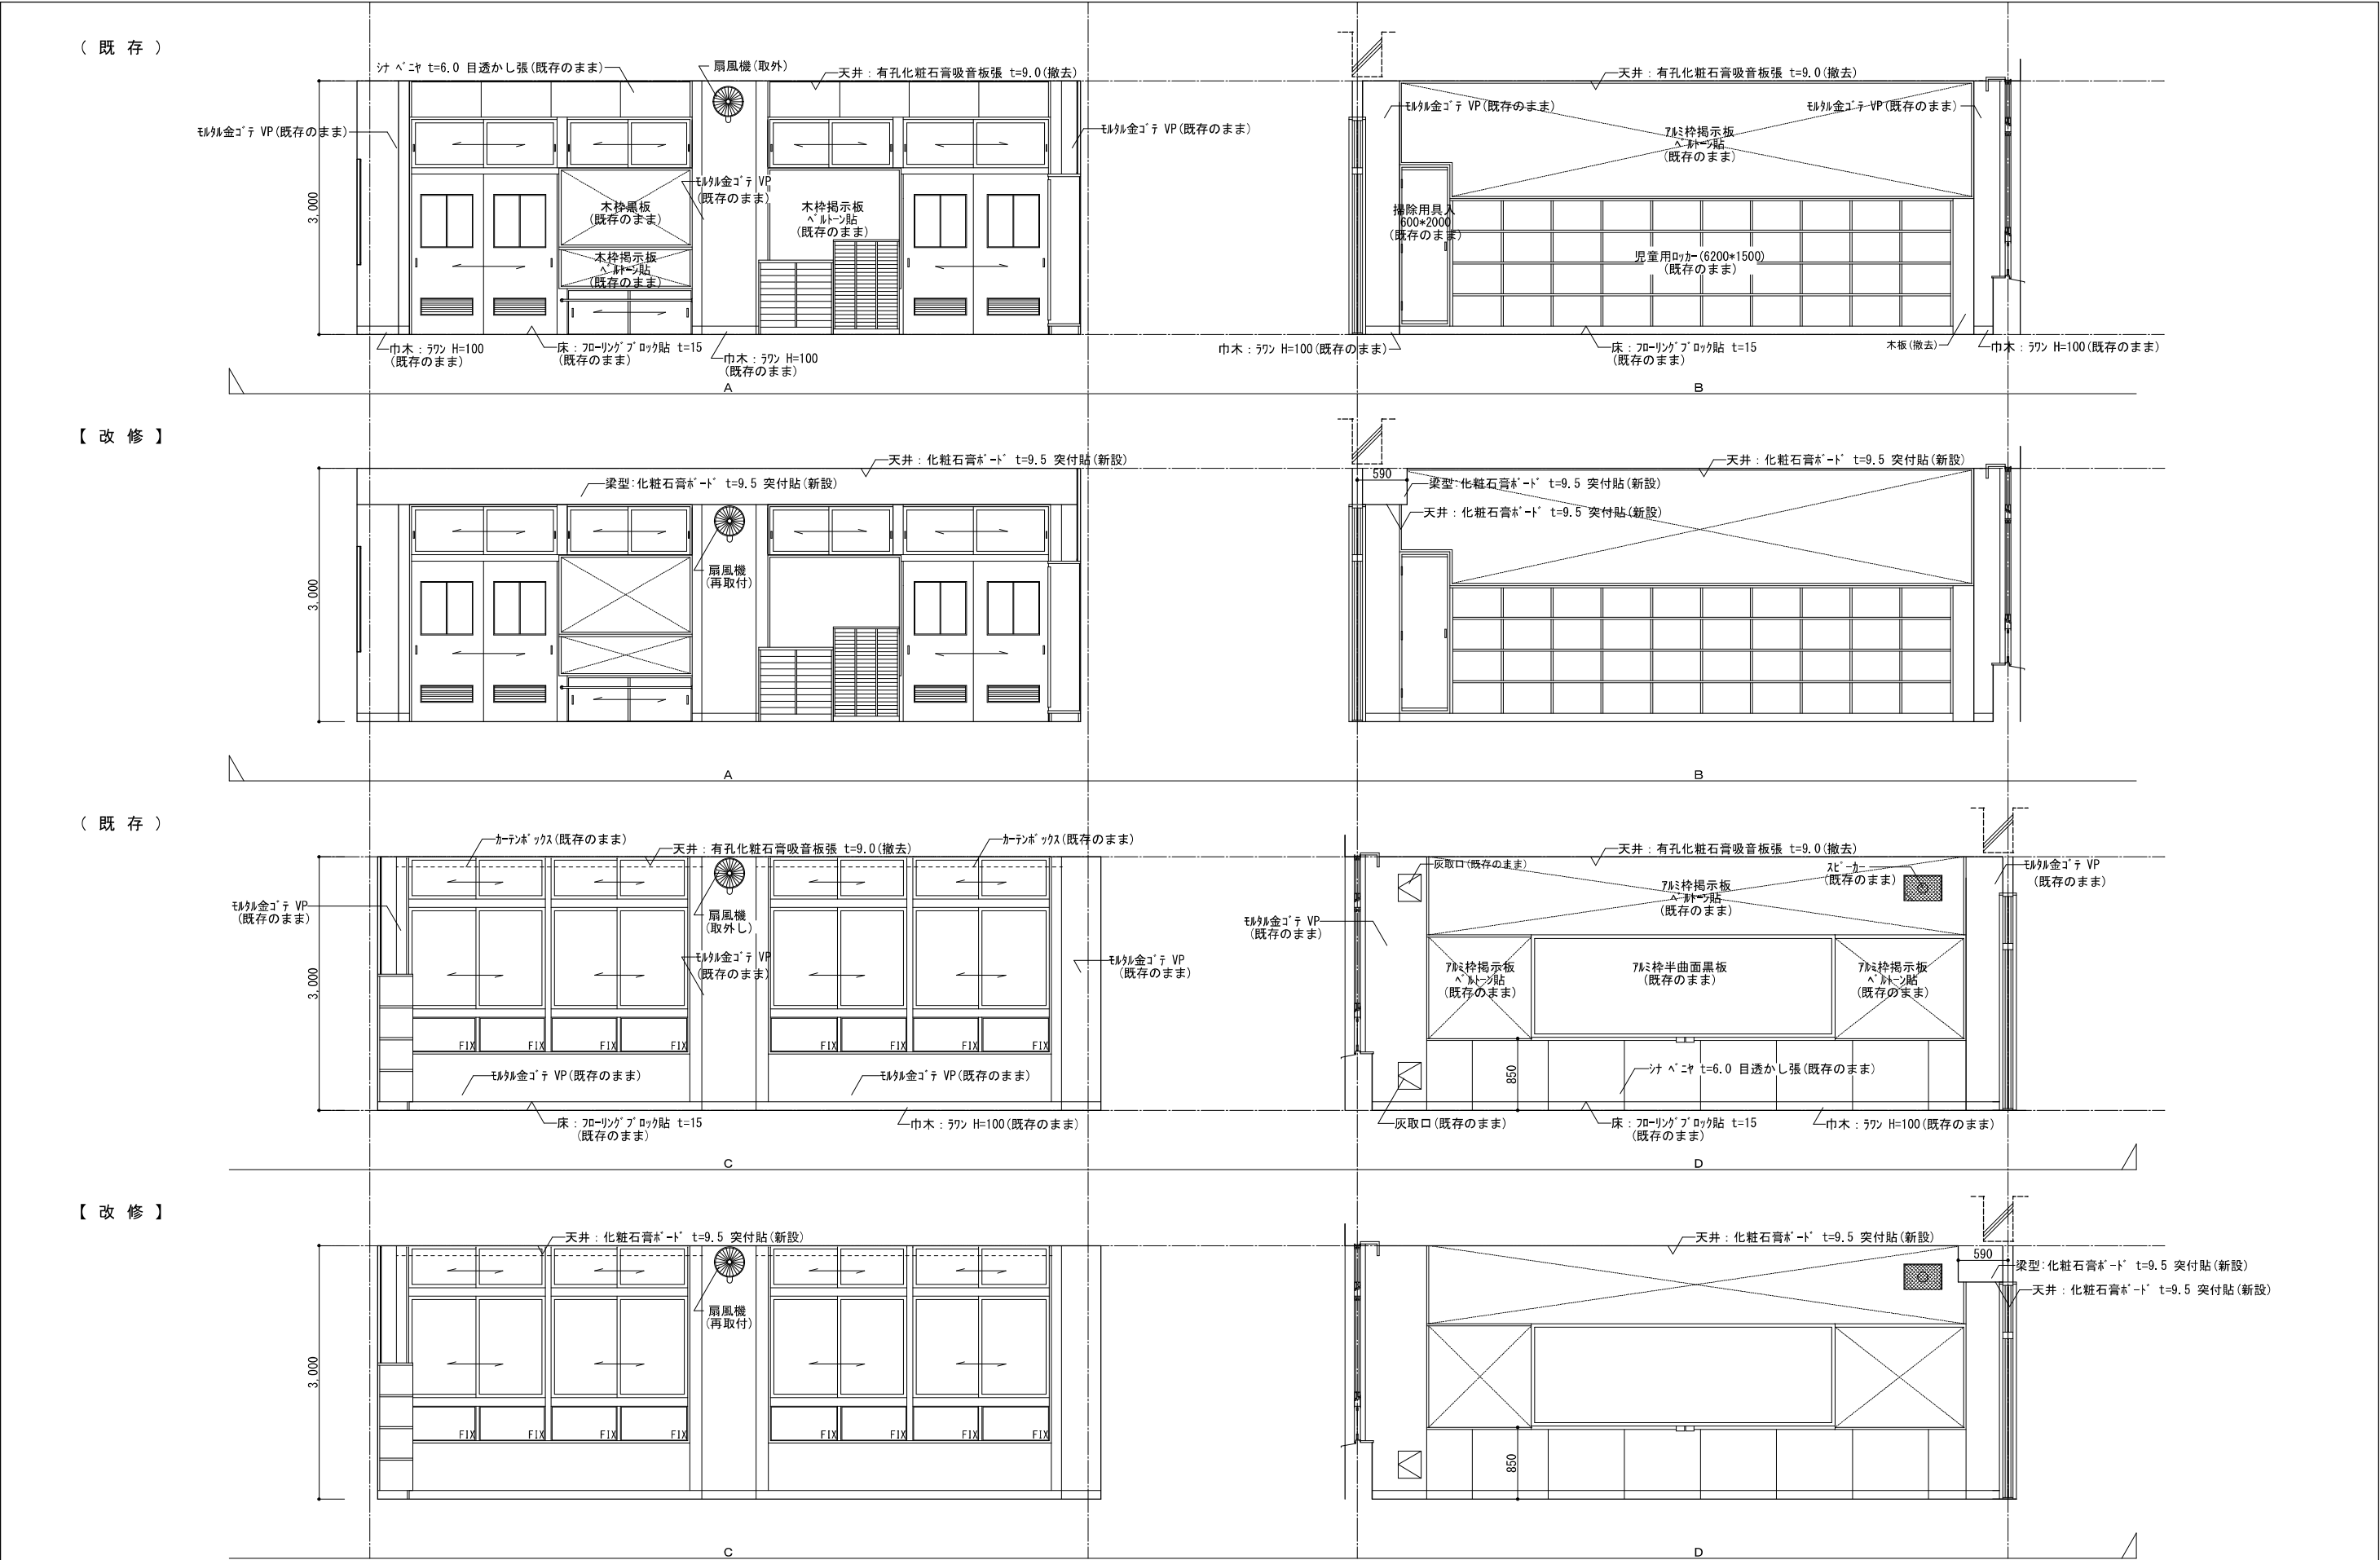 ( 既 存 )
ｼﾅ ﾍﾞﾆﾔ t=6.0 目透かし張(既存のまま)
扇風機(取外)
天井：有孔化粧石膏吸音板張 t=9.0(撤去)
ﾓﾙﾀﾙ金ｺﾞﾃ VP(既存のまま)
ﾓﾙﾀﾙ金ｺﾞﾃ VP(既存のまま)
3,000
木枠黒板
(既存のまま)
木枠掲示板
ﾍﾞﾙﾄｰﾝ貼
(既存のまま)
ﾓﾙﾀﾙ金ｺﾞﾃ VP
(既存のまま)
木枠掲示板
ﾍﾞﾙﾄｰﾝ貼
(既存のまま)
巾木：ﾗﾜﾝ H=100
(既存のまま)
床：ﾌﾛｰﾘﾝｸﾞﾌﾞﾛｯｸ貼 t=15
(既存のまま)
巾木：ﾗﾜﾝ H=100
(既存のまま)
A
天井：有孔化粧石膏吸音板張 t=9.0(撤去)
ﾓﾙﾀﾙ金ｺﾞﾃ VP(既存のまま)
ﾓﾙﾀﾙ金ｺﾞﾃ VP(既存のまま)
ｱﾙﾐ枠掲示板
ﾍﾞﾙﾄｰﾝ貼
(既存のまま)
掃除用具入
600*2000
(既存のまま)
児童用ﾛｯｶｰ(6200*1500)
(既存のまま)
巾木：ﾗﾜﾝ H=100(既存のまま)
床：ﾌﾛｰﾘﾝｸﾞﾌﾞﾛｯｸ貼 t=15
(既存のまま)
木板(撤去)
巾木：ﾗﾜﾝ H=100(既存のまま)
B
【 改 修 】
天井：化粧石膏ﾎﾞｰﾄﾞ t=9.5 突付貼(新設)
梁型:化粧石膏ﾎﾞｰﾄﾞ t=9.5 突付貼(新設)
3,000
扇風機
(再取付)
A
天井：化粧石膏ﾎﾞｰﾄﾞ t=9.5 突付貼(新設)
590
梁型:化粧石膏ﾎﾞｰﾄﾞ t=9.5 突付貼(新設)
天井：化粧石膏ﾎﾞｰﾄﾞ t=9.5 突付貼(新設)
B
( 既 存 )
ｶｰﾃﾝﾎﾞｯｸｽ(既存のまま)
天井：有孔化粧石膏吸音板張 t=9.0(撤去)
ｶｰﾃﾝﾎﾞｯｸｽ(既存のまま)
ﾓﾙﾀﾙ金ｺﾞﾃ VP
(既存のまま)
扇風機
(取外し)
ﾓﾙﾀﾙ金ｺﾞﾃ VP
(既存のまま)
ﾓﾙﾀﾙ金ｺﾞﾃ VP
(既存のまま)
3,000
FIX FIX FIX FIX FIX FIX FIX FIX
ﾓﾙﾀﾙ金ｺﾞﾃ VP(既存のまま)
ﾓﾙﾀﾙ金ｺﾞﾃ VP(既存のまま)
床：ﾌﾛｰﾘﾝｸﾞﾌﾞﾛｯｸ貼 t=15
(既存のまま)
巾木：ﾗﾜﾝ H=100(既存のまま)
C
天井：有孔化粧石膏吸音板張 t=9.0(撤去)
灰取口(既存のまま)
ｽﾋﾟｰｶｰ
(既存のまま)
ﾓﾙﾀﾙ金ｺﾞﾃ VP
(既存のまま)
ｱﾙﾐ枠掲示板
ﾍﾞﾙﾄｰﾝ貼
(既存のまま)
ﾓﾙﾀﾙ金ｺﾞﾃ VP
(既存のまま)
ｱﾙﾐ枠掲示板
ﾍﾞﾙﾄｰﾝ貼
(既存のまま)
ｱﾙﾐ枠半曲面黒板
(既存のまま)
ｱﾙﾐ枠掲示板
ﾍﾞﾙﾄｰﾝ貼
(既存のまま)
850
ｼﾅ ﾍﾞﾆﾔ t=6.0 目透かし張(既存のまま)
灰取口(既存のまま)
床：ﾌﾛｰﾘﾝｸﾞﾌﾞﾛｯｸ貼 t=15
(既存のまま)
巾木：ﾗﾜﾝ H=100(既存のまま)
D
【 改 修 】
天井：化粧石膏ﾎﾞｰﾄﾞ t=9.5 突付貼(新設)
扇風機
(再取付)
3,000
FIX FIX FIX FIX FIX FIX FIX FIX
C
天井：化粧石膏ﾎﾞｰﾄﾞ t=9.5 突付貼(新設)
590
梁型:化粧石膏ﾎﾞｰﾄﾞ t=9.5 突付貼(新設)
天井：化粧石膏ﾎﾞｰﾄﾞ t=9.5 突付貼(新設)
850
D